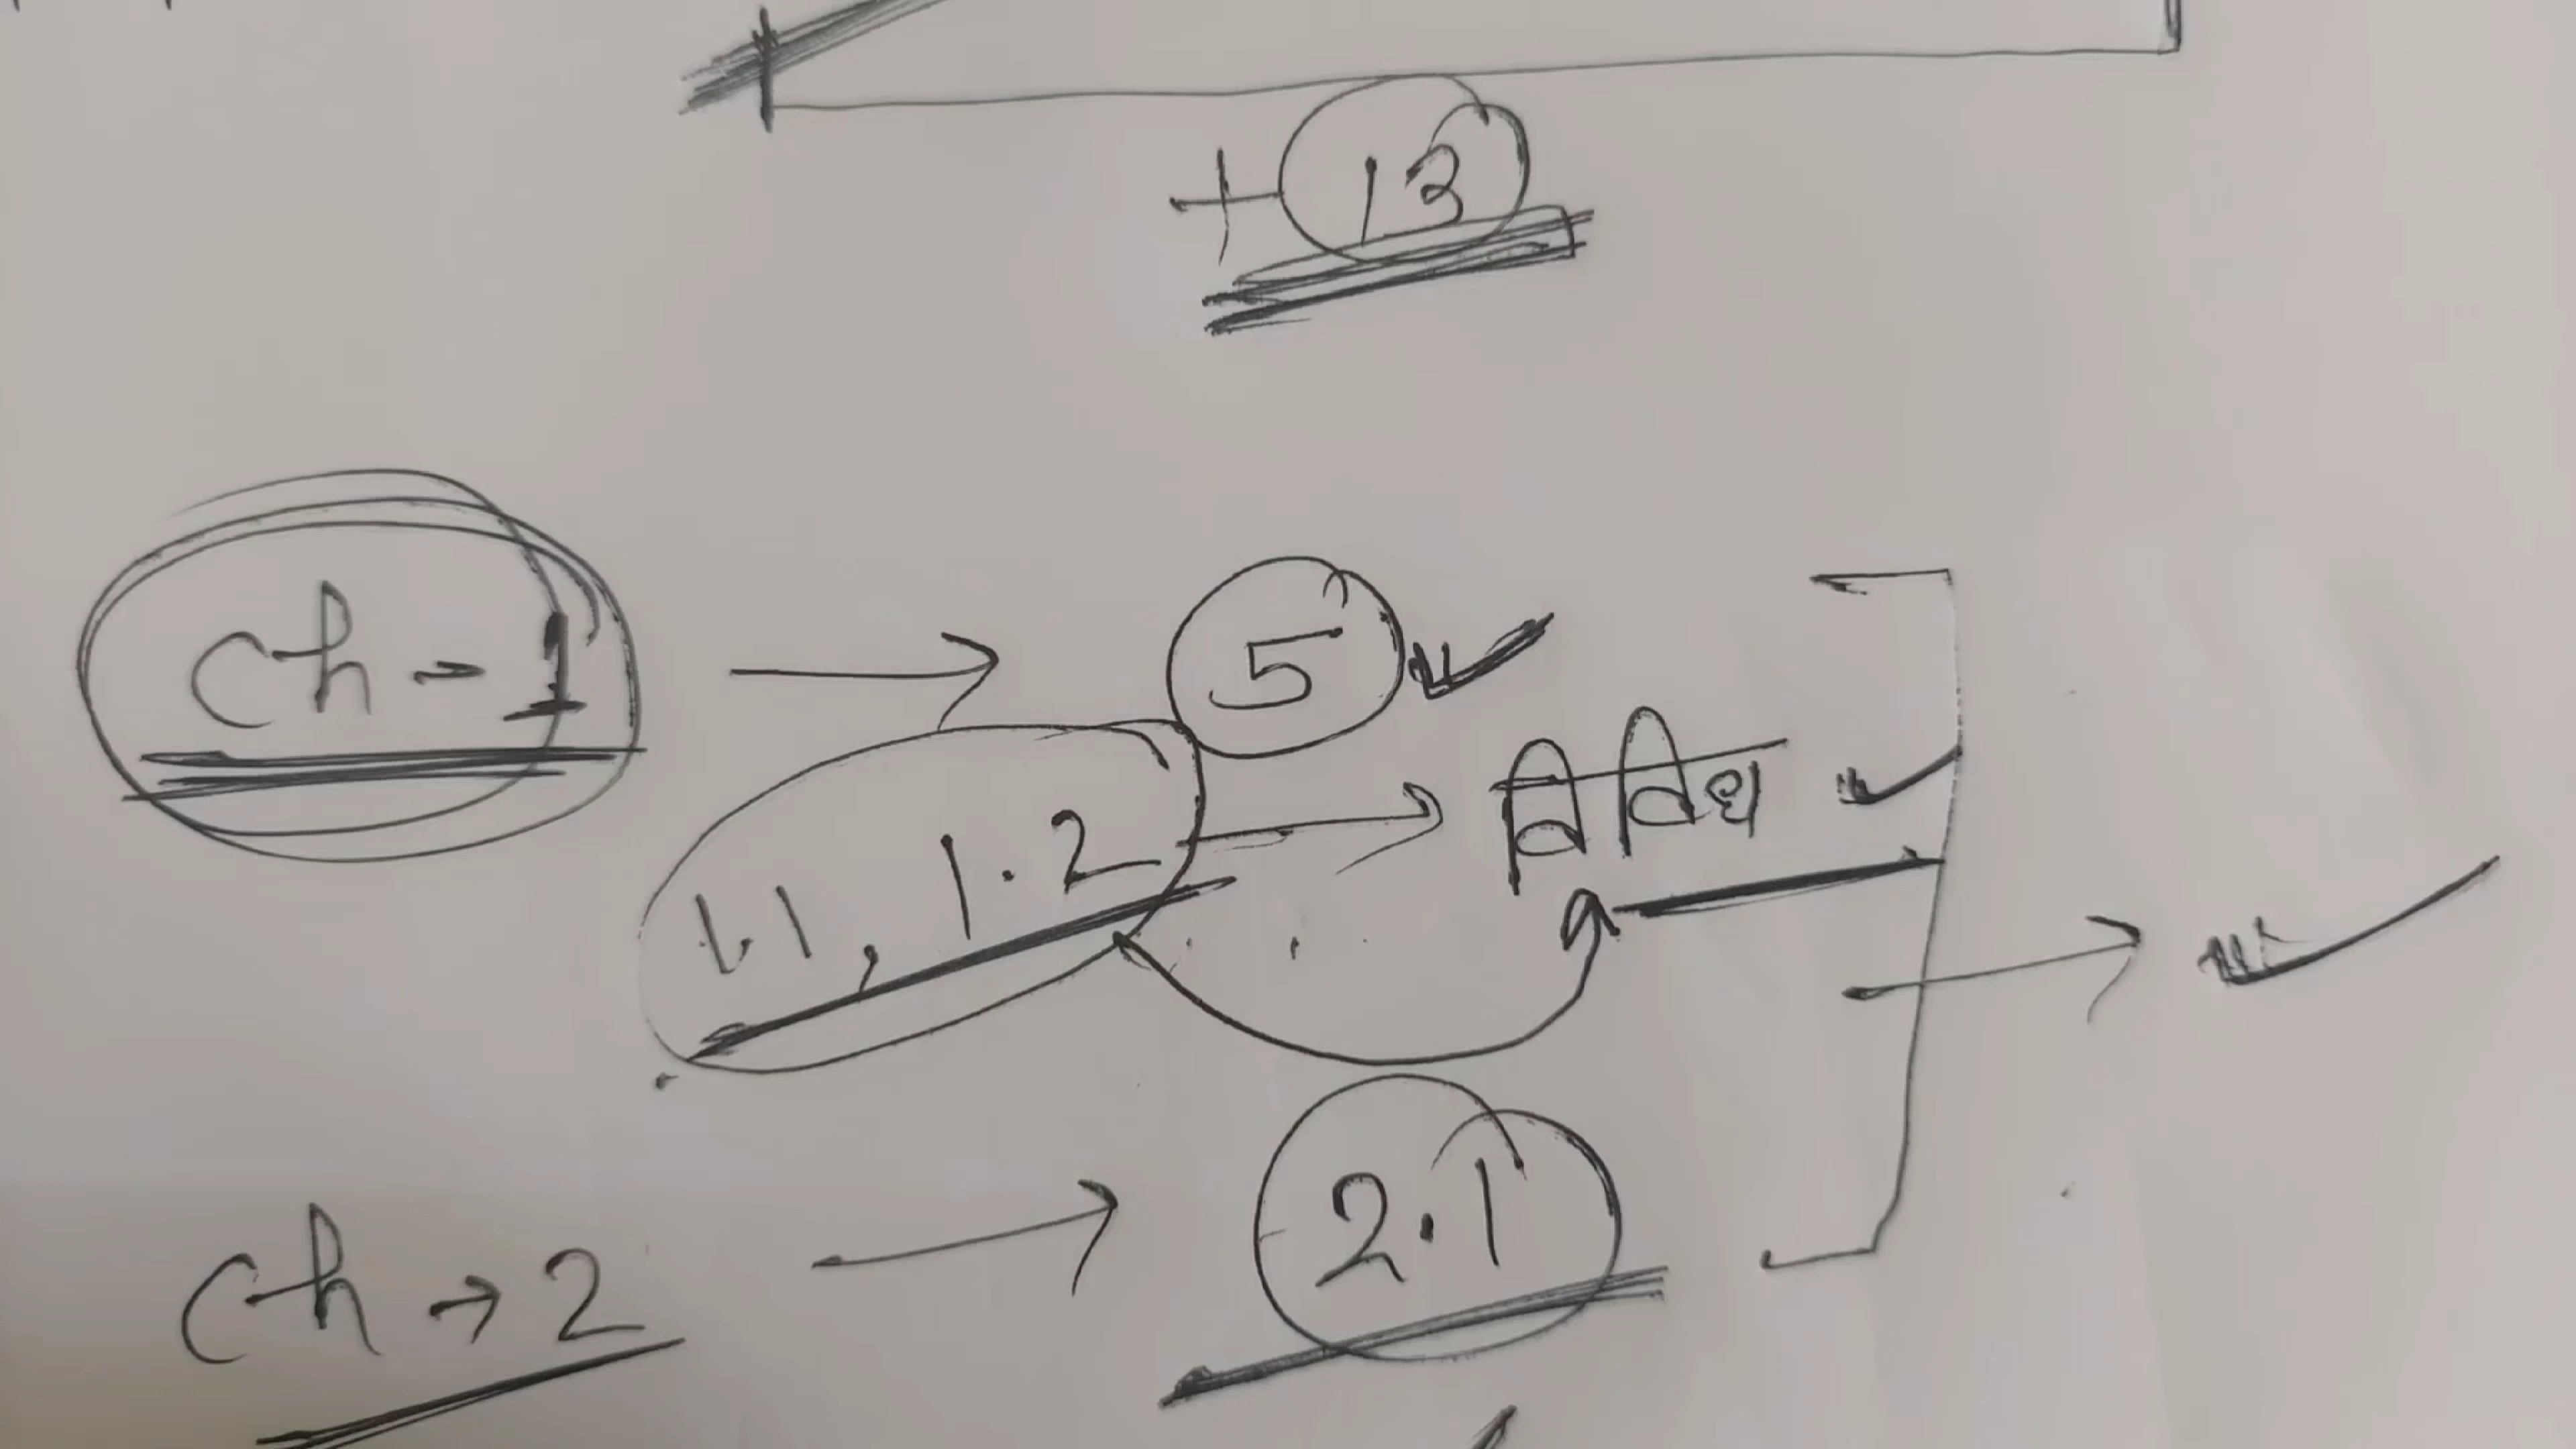 + 13
Ch - 1 → 5
1.1, 1.2 → विविध
Ch → 2 → 2.1